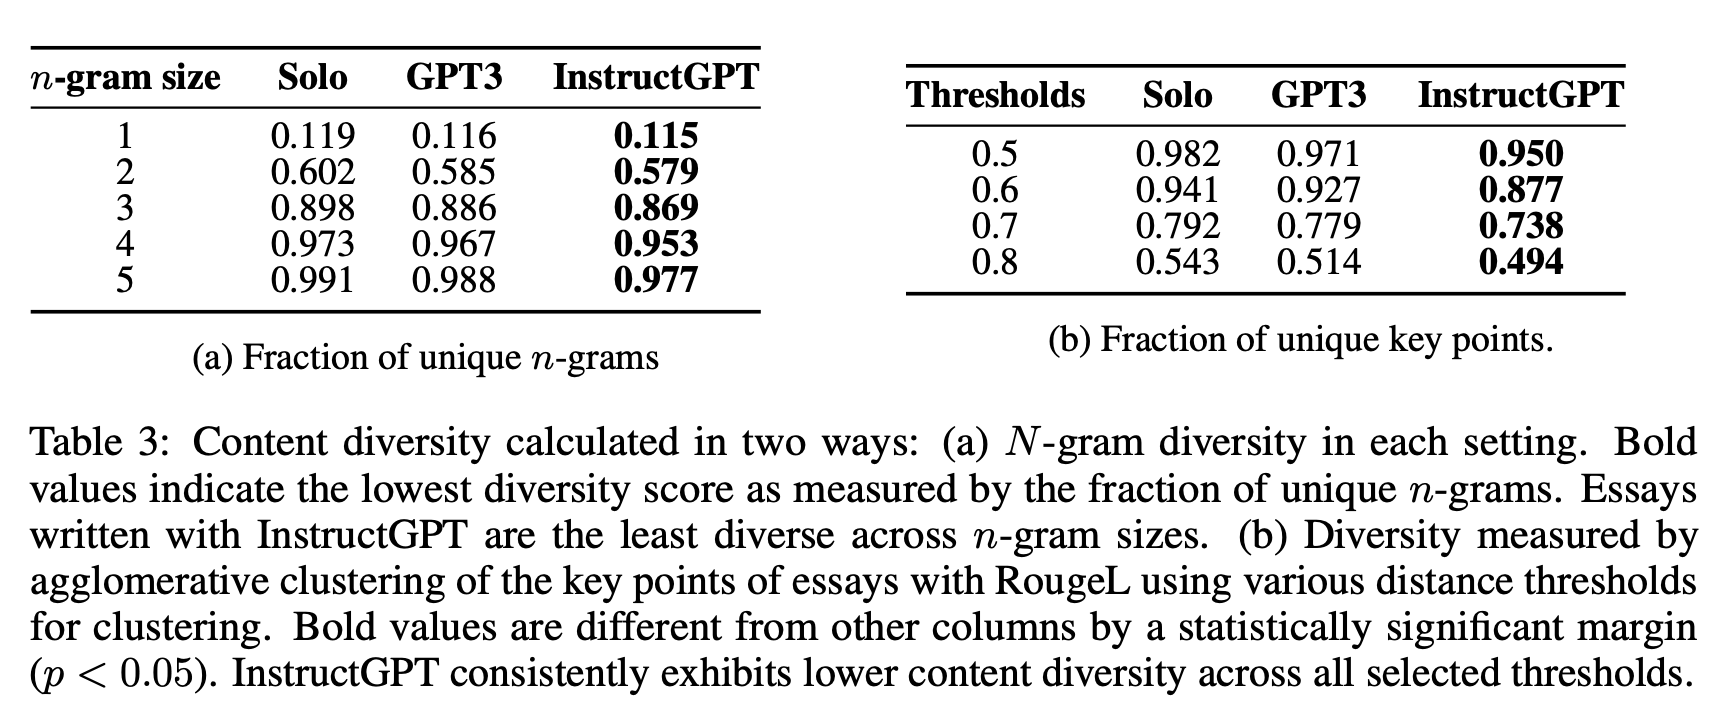 n-gram size Solo GPT3 InstructGPT
1 0.119 0.116 0.115
2 0.602 0.585 0.579
3 0.898 0.886 0.869
4 0.973 0.967 0.953
5 0.991 0.988 0.977
(a) Fraction of unique n-grams
Thresholds Solo GPT3 InstructGPT
0.5 0.982 0.971 0.950
0.6 0.941 0.927 0.877
0.7 0.792 0.779 0.738
0.8 0.543 0.514 0.494
(b) Fraction of unique key points.
Table 3: Content diversity calculated in two ways: (a) N-gram diversity in each setting. Bold
values indicate the lowest diversity score as measured by the fraction of unique n-grams. Essays
written with InstructGPT are the least diverse across n-gram sizes. (b) Diversity measured by
agglomerative clustering of the key points of essays with RougeL using various distance thresholds
for clustering. Bold values are different from other columns by a statistically significant margin
(p < 0.05). InstructGPT consistently exhibits lower content diversity across all selected thresholds.